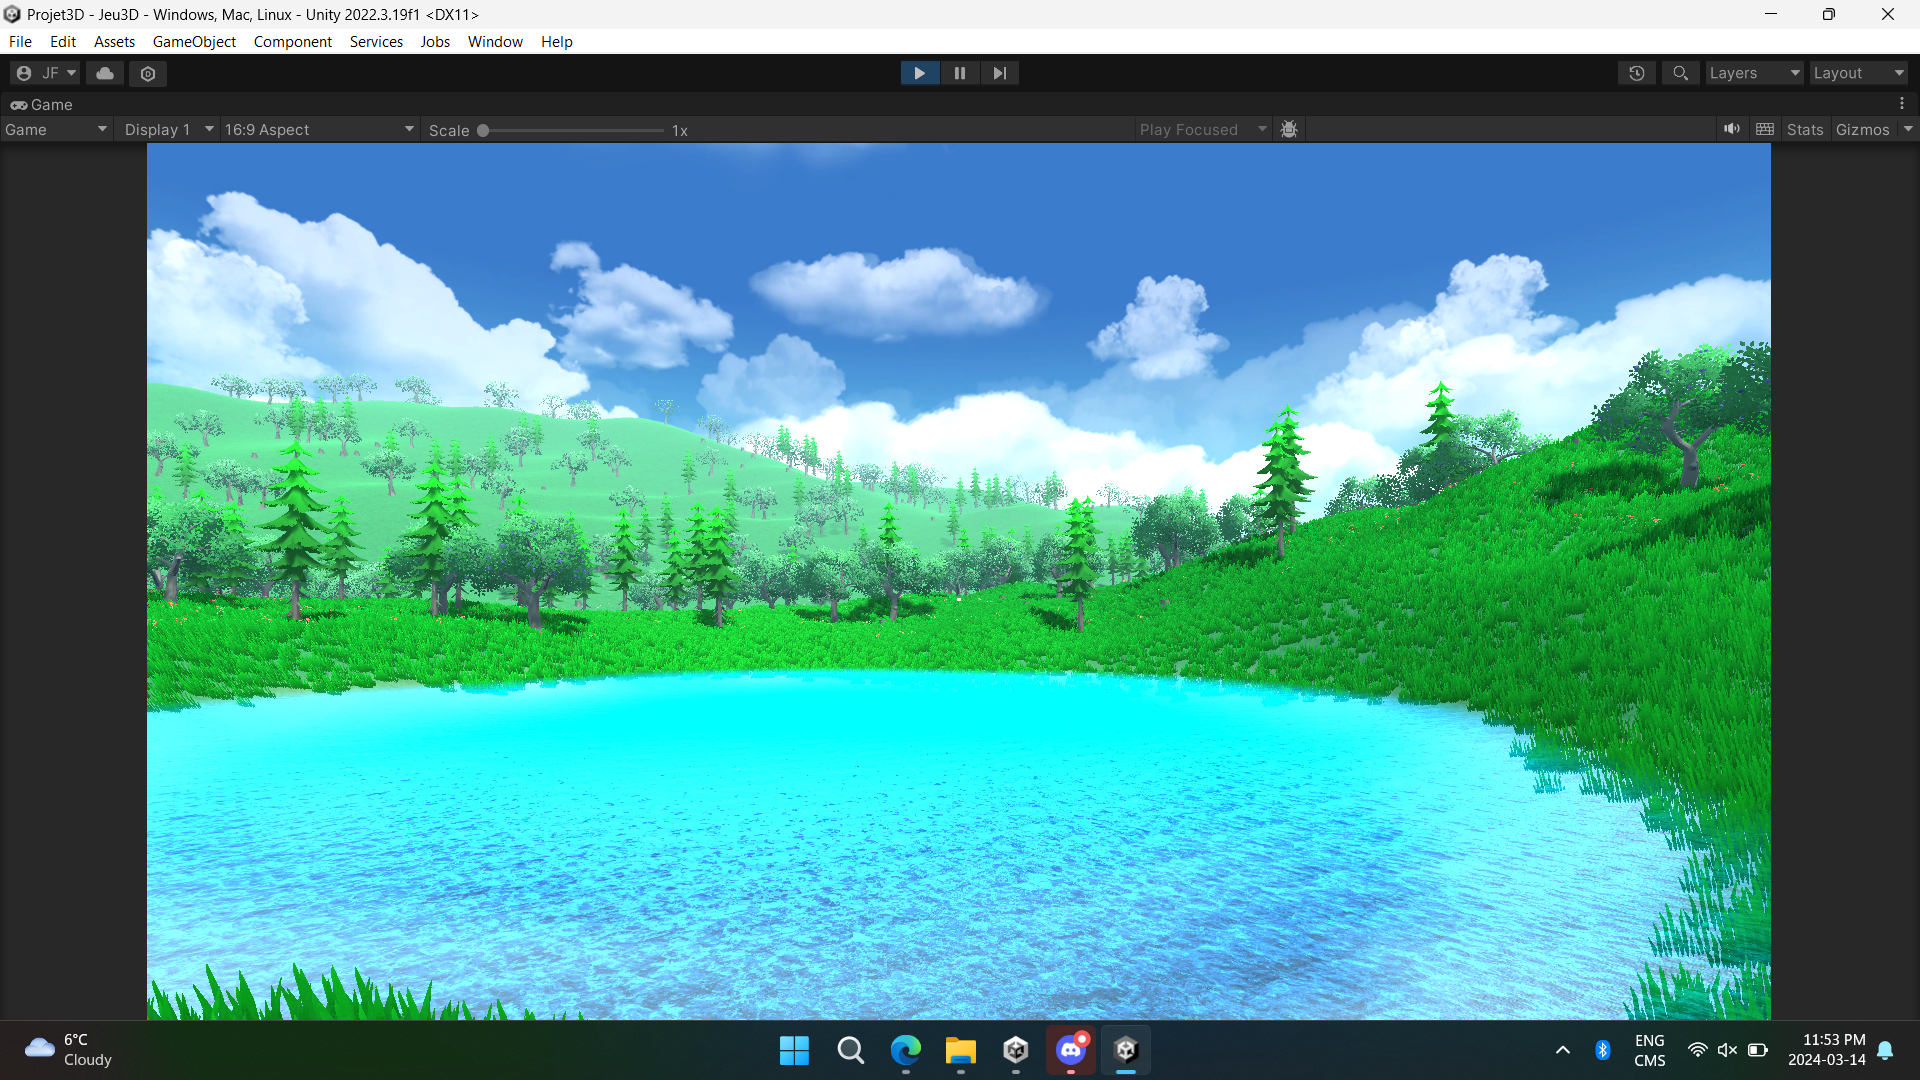 Projet3D - Jeu3D - Windows, Mac, Linux - Unity 2022.3.19f1 <DX11>
File Edit Assets GameObject Component Services Jobs Window Help
JF Layers Layout
Game
Game Display 1 16:9 Aspect Scale 1x Play Focused Stats Gizmos
6°C
Cloudy
ENG
CMS
11:53 PM
2024-03-14